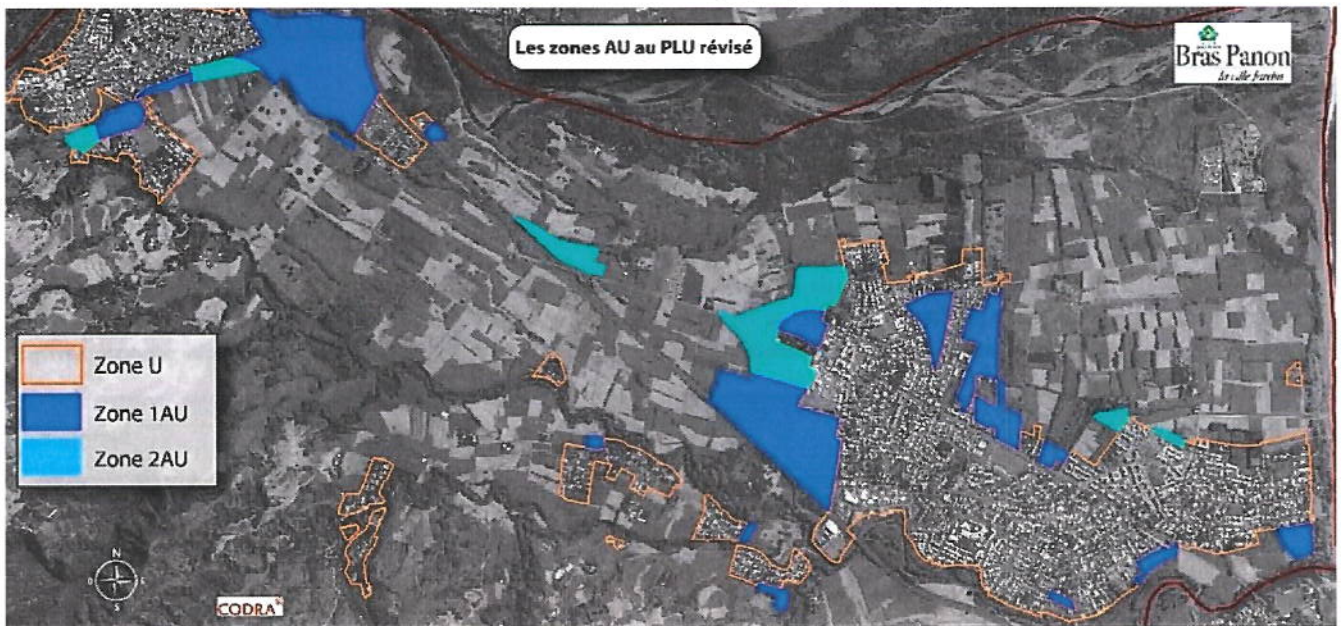 Les zones AU au PLU révisé
Bras Panon
Zone U
Zone 1AU
Zone 2AU
N
S
CODRA